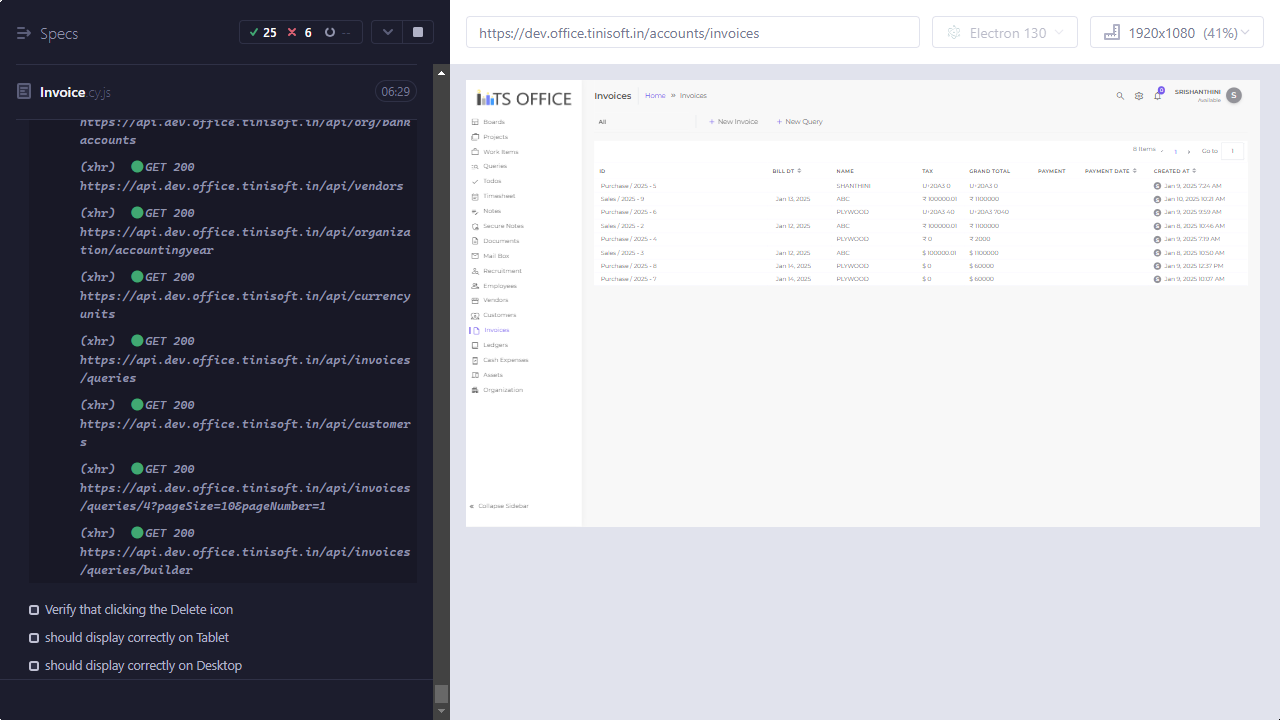 Specs
25 6 --
Invoice.cy.js 06:29
https://api.dev.office.tinisoft.in/api/org/bank
accounts
(xhr) GET 200
https://api.dev.office.tinisoft.in/api/vendors
(xhr) GET 200
https://api.dev.office.tinisoft.in/api/organiza
tion/accountingyear
(xhr) GET 200
https://api.dev.office.tinisoft.in/api/currency
units
(xhr) GET 200
https://api.dev.office.tinisoft.in/api/invoices
/queries
(xhr) GET 200
https://api.dev.office.tinisoft.in/api/customer
s
(xhr) GET 200
https://api.dev.office.tinisoft.in/api/invoices
/queries/4?pageSize=10&pageNumber=1
(xhr) GET 200
https://api.dev.office.tinisoft.in/api/invoices
/queries/builder
Verify that clicking the Delete icon
should display correctly on Tablet
should display correctly on Desktop
https://dev.office.tinisoft.in/accounts/invoices
Electron 130
1920x1080 (41%)
TS OFFICE
Boards
Projects
Work Items
Queries
Todos
Timesheet
Notes
Secure Notes
Documents
Mail Box
Recruitment
Employees
Vendors
Customers
Invoices
Ledgers
Cash Expenses
Assets
Organization
« Collapse Sidebar
Invoices Home » Invoices
0 SRISHANTHINI S
Available
All + New Invoice + New Query
8 Items ‹ 1 › Go to 1
ID BILL DT NAME TAX GRAND TOTAL PAYMENT PAYMENT DATE CREATED AT
Purchase / 2025 - 5 SHANTHINI U+20A3 0 U+20A3 0 S Jan 9, 2025 7:24 AM
Sales / 2025 - 9 Jan 13, 2025 ABC ₹ 100000.01 ₹ 1100000 S Jan 10, 2025 10:21 AM
Purchase / 2025 - 6 PLYWOOD U+20A3 40 U+20A3 7040 S Jan 9, 2025 9:59 AM
Sales / 2025 - 2 Jan 12, 2025 ABC ₹ 100000.01 ₹ 1100000 S Jan 8, 2025 10:46 AM
Purchase / 2025 - 4 PLYWOOD ₹ 0 ₹ 2000 S Jan 9, 2025 7:19 AM
Sales / 2025 - 3 Jan 12, 2025 ABC $ 100000.01 $ 1100000 S Jan 8, 2025 10:50 AM
Purchase / 2025 - 8 Jan 14, 2025 PLYWOOD $ 0 $ 60000 S Jan 9, 2025 12:37 PM
Purchase / 2025 - 7 Jan 14, 2025 PLYWOOD $ 0 $ 60000 S Jan 9, 2025 10:07 AM